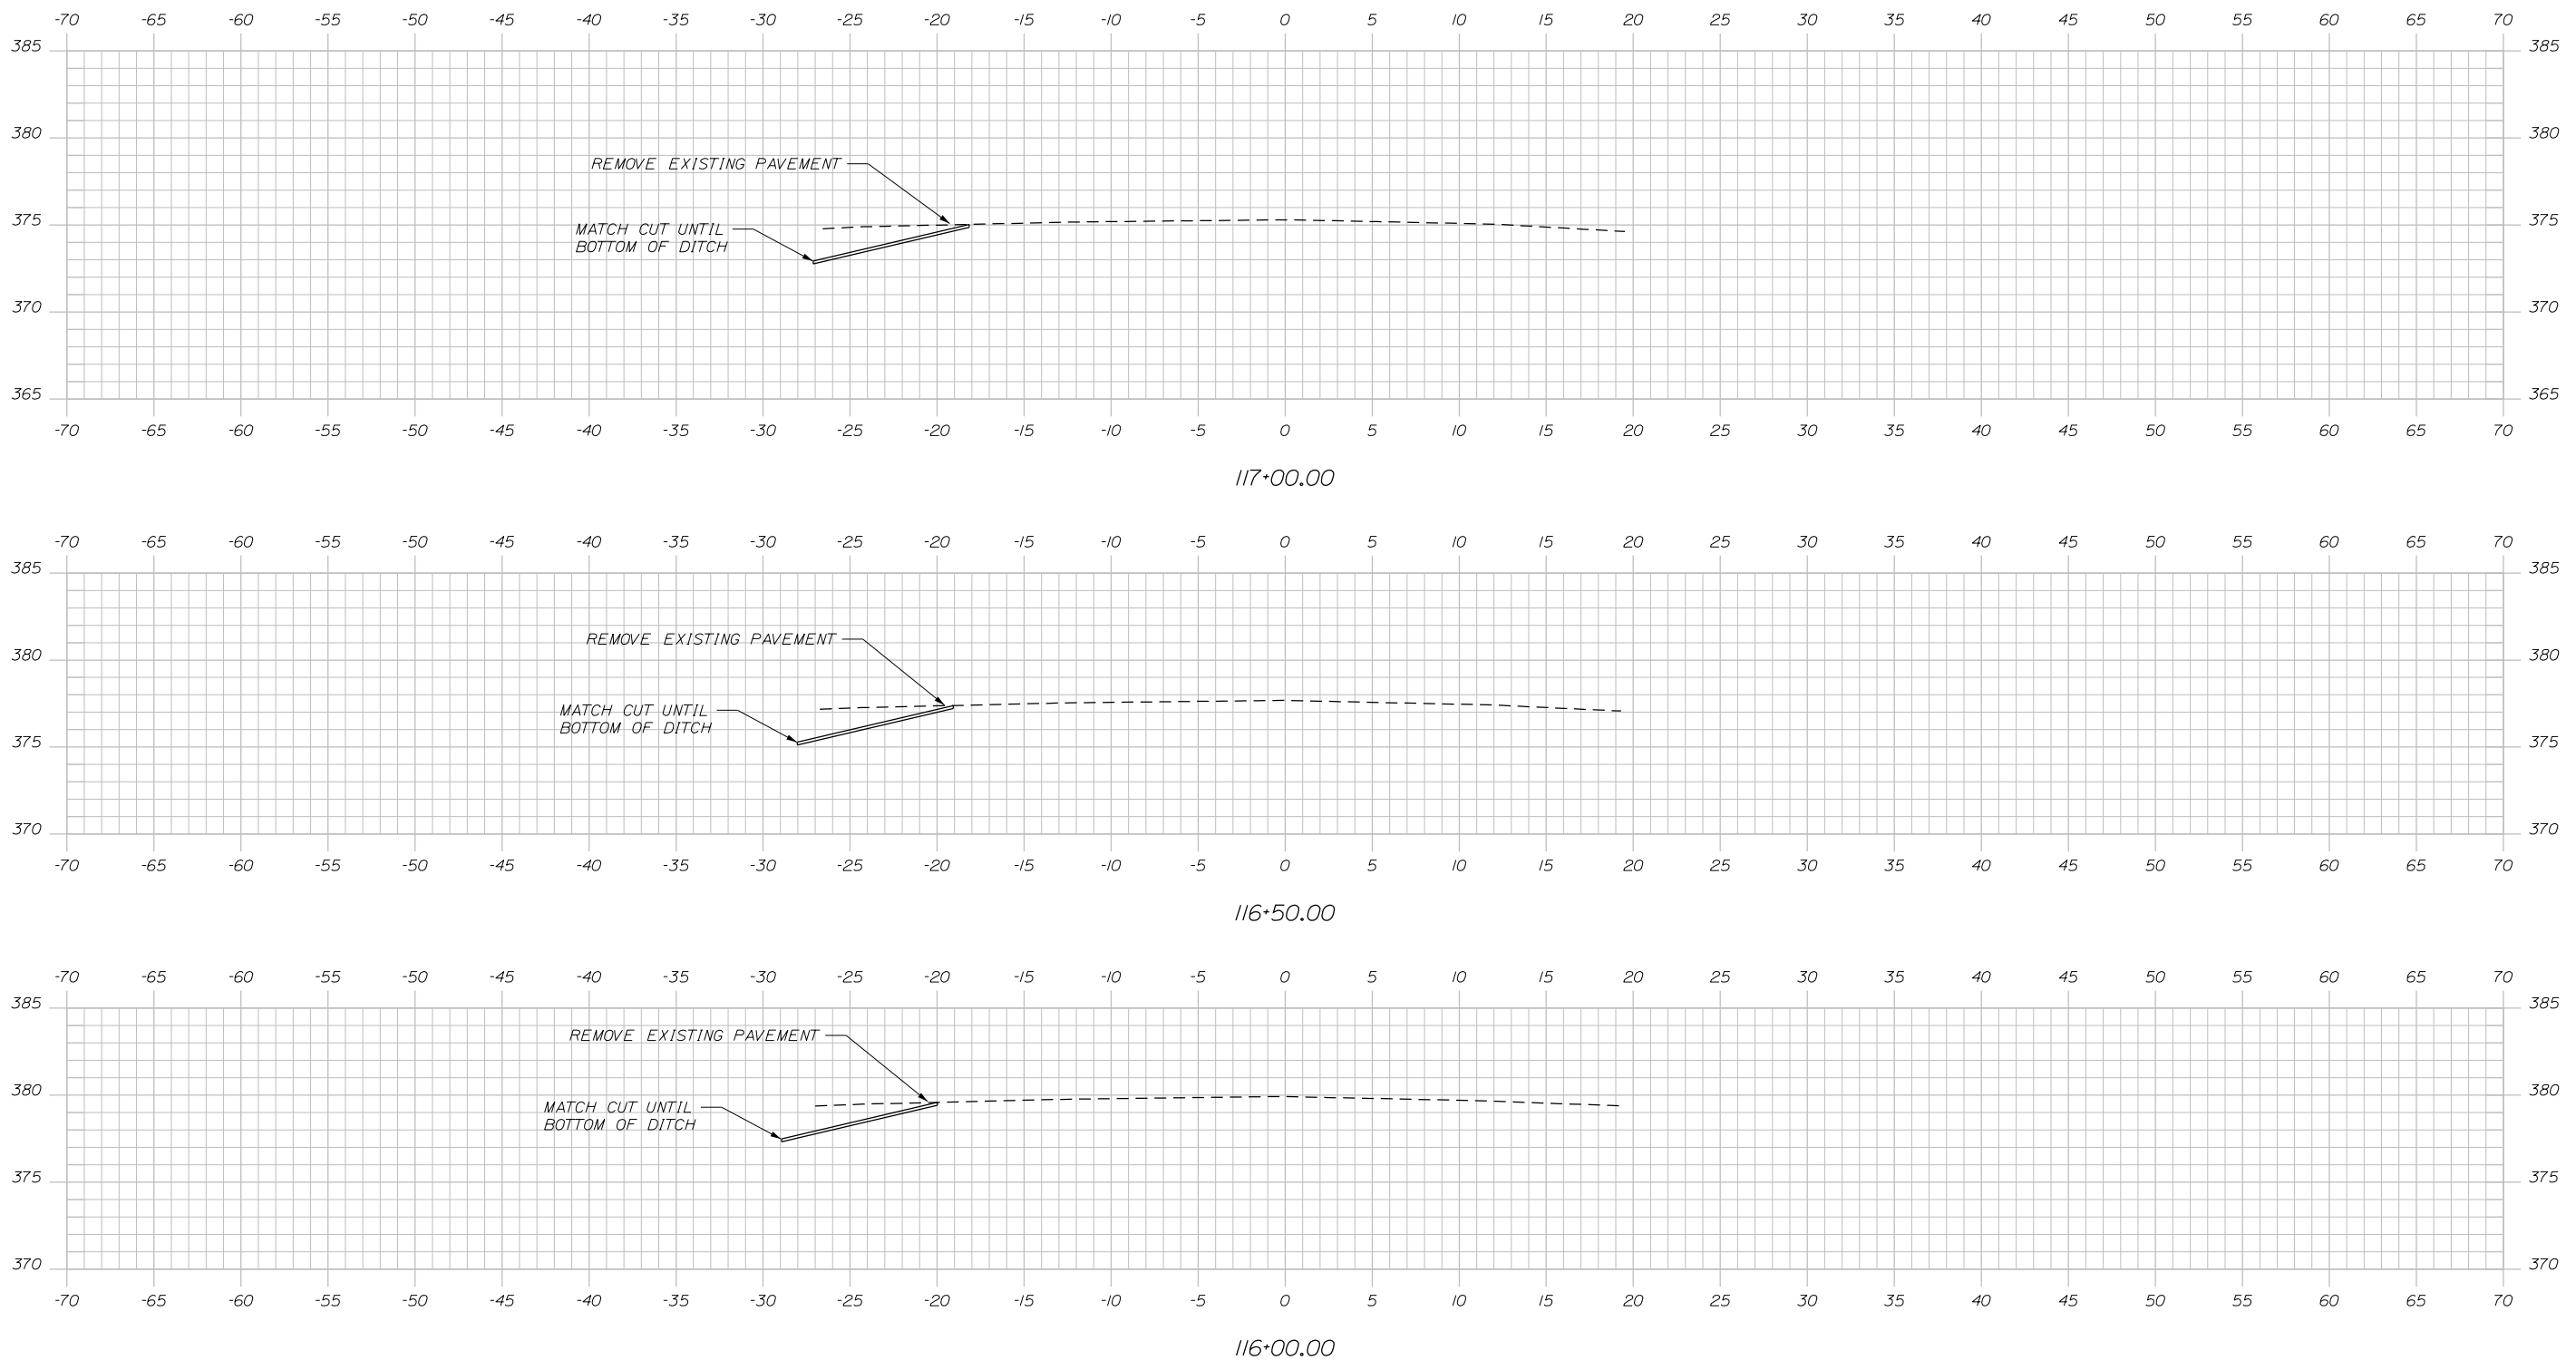 -70 -65 -60 -55 -50 -45 -40 -35 -30 -25 -20 -15 -10 -5 0 5 10 15 20 25 30 35 40 45 50 55 60 65 70
385 385
380 380
REMOVE EXISTING PAVEMENT
375 375
MATCH CUT UNTIL
BOTTOM OF DITCH
370 370
365 365
-70 -65 -60 -55 -50 -45 -40 -35 -30 -25 -20 -15 -10 -5 0 5 10 15 20 25 30 35 40 45 50 55 60 65 70
117+00.00
-70 -65 -60 -55 -50 -45 -40 -35 -30 -25 -20 -15 -10 -5 0 5 10 15 20 25 30 35 40 45 50 55 60 65 70
385 385
REMOVE EXISTING PAVEMENT
380 380
MATCH CUT UNTIL
BOTTOM OF DITCH
375 375
370 370
-70 -65 -60 -55 -50 -45 -40 -35 -30 -25 -20 -15 -10 -5 0 5 10 15 20 25 30 35 40 45 50 55 60 65 70
116+50.00
-70 -65 -60 -55 -50 -45 -40 -35 -30 -25 -20 -15 -10 -5 0 5 10 15 20 25 30 35 40 45 50 55 60 65 70
385 385
REMOVE EXISTING PAVEMENT
380 380
MATCH CUT UNTIL
BOTTOM OF DITCH
375 375
370 370
-70 -65 -60 -55 -50 -45 -40 -35 -30 -25 -20 -15 -10 -5 0 5 10 15 20 25 30 35 40 45 50 55 60 65 70
116+00.00